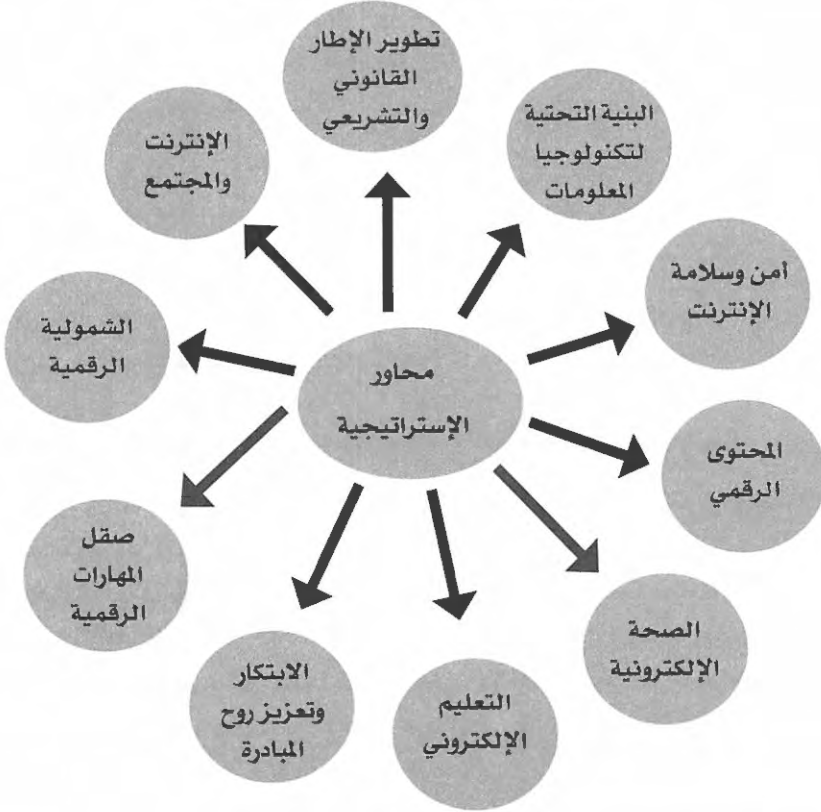 محاور
الإستراتيجية
تطوير الإطار
القانوني
والتشريعي
البنية التحتية
لتكنولوجيا
المعلومات
أمن وسلامة
الإنترنت
المحتوى
الرقمي
الصحة
الإلكترونية
التعليم
الإلكتروني
الابتكار
وتعزيز روح
المبادرة
صقل
المهارات
الرقمية
الشمولية
الرقمية
الإنترنت
والمجتمع